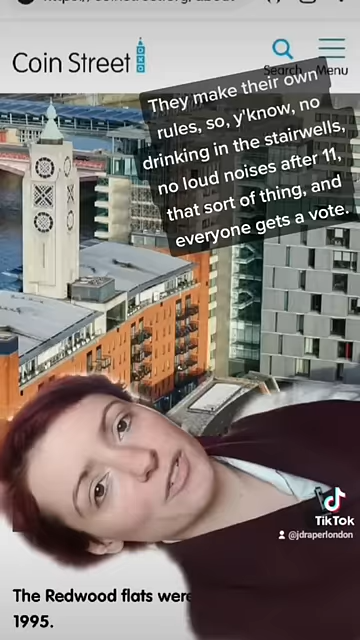 Coin Street
Search Menu
They make their own
rules, so, y'know, no
drinking in the stairwells,
no loud noises after 11,
that sort of thing, and
everyone gets a vote.
TikTok
@jdraperlondon
The Redwood flats were
1995.